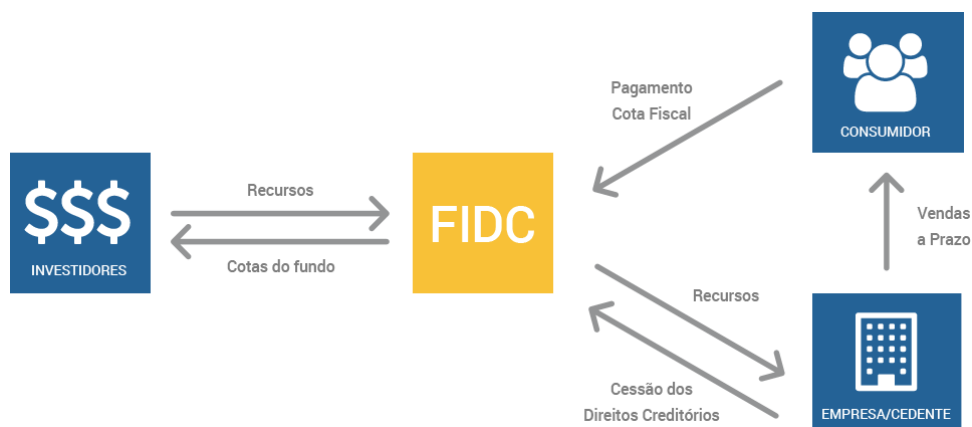 Pagamento
Cota Fiscal
CONSUMIDOR
$$$
INVESTIDORES
Recursos
Cotas do fundo
FIDC
Vendas
a Prazo
Recursos
Cessão dos
Direitos Creditórios
EMPRESA/CEDENTE